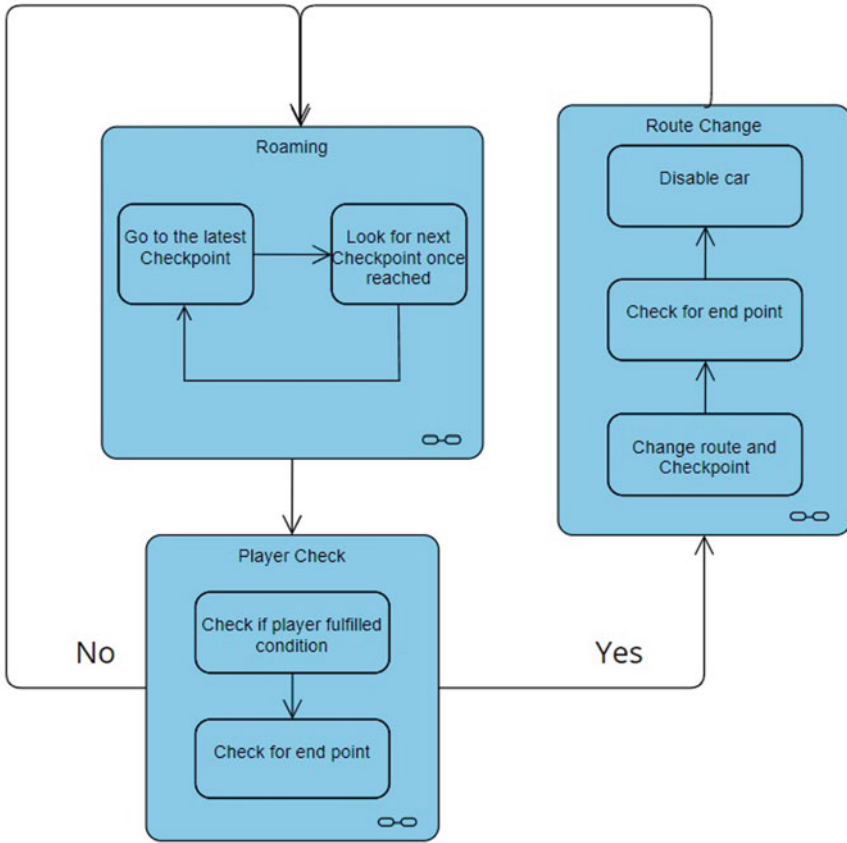 Roaming
Go to the latest
Checkpoint
Look for next
Checkpoint once
reached
Route Change
Disable car
Check for end point
Change route and
Checkpoint
Player Check
Check if player fulfilled
condition
Check for end point
No
Yes